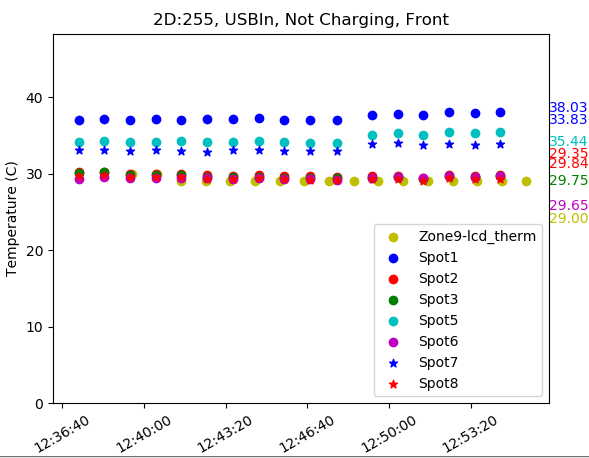 2D:255, USBIn, Not Charging, Front
Temperature (C)
40
30
20
10
0
38.03
33.83
35.44
29.35
29.84
29.75
29.65
29.00
Zone9-lcd_therm
Spot1
Spot2
Spot3
Spot5
Spot6
Spot7
Spot8
12:36:40
12:40:00
12:43:20
12:46:40
12:50:00
12:53:20